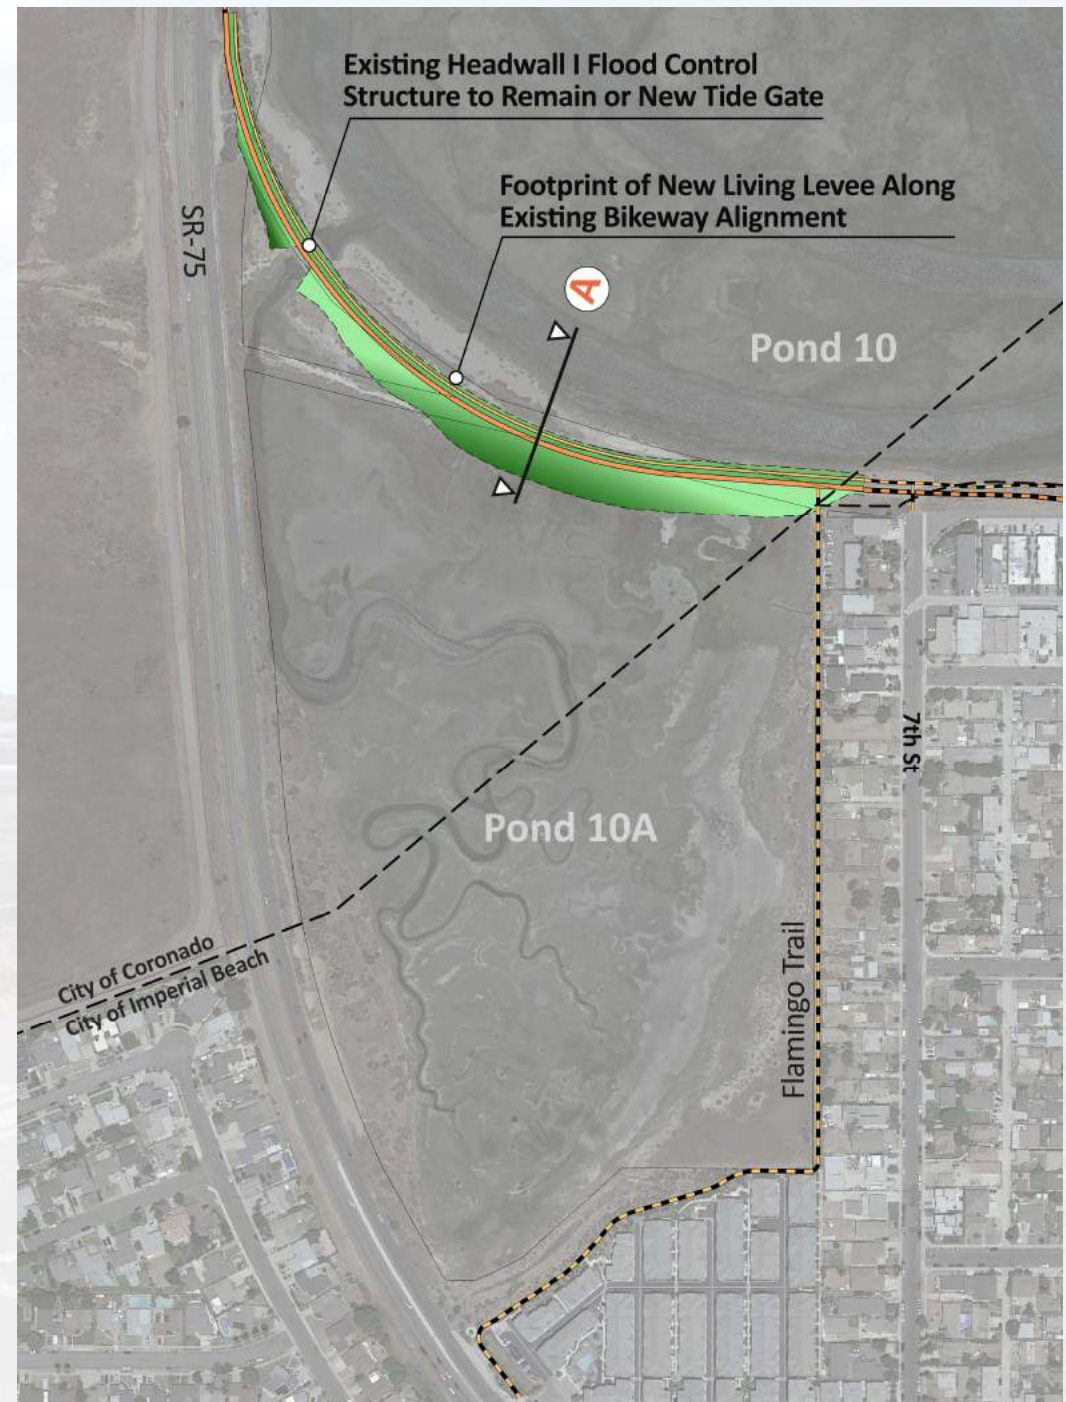 Existing Headwall I Flood Control
Structure to Remain or New Tide Gate
Footprint of New Living Levee Along
Existing Bikeway Alignment
SR-75
A
Pond 10
7th St
Pond 10A
City of Coronado
City of Imperial Beach
Flamingo Trail